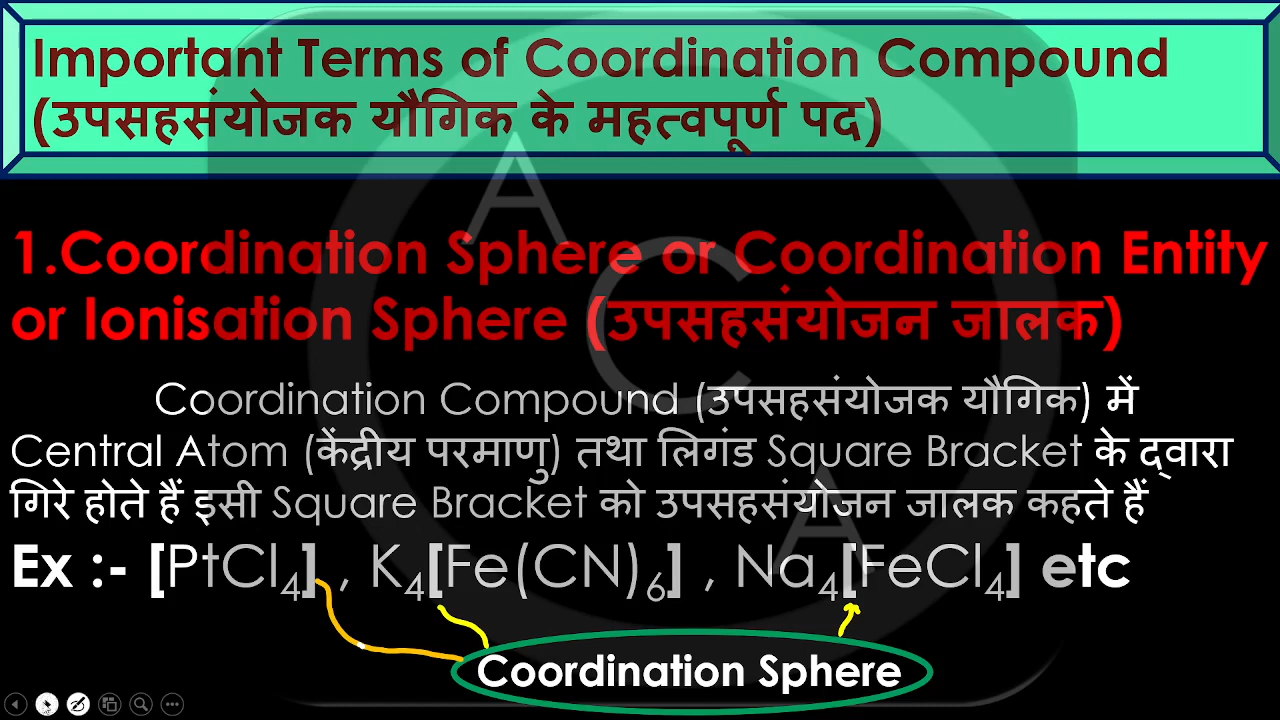 Important Terms of Coordination Compound
(उपसहसंयोजक यौगिक के महत्वपूर्ण पद)
1.Coordination Sphere or Coordination Entity
or Ionisation Sphere (उपसहसंयोजन जालक)
Coordination Compound (उपसहसंयोजक यौगिक) में
Central Atom (केंद्रीय परमाणु) तथा लिगंड Square Bracket के द्वारा
गिरे होते हैं इसी Square Bracket को उपसहसंयोजन जालक कहते हैं
Ex :- [PtCl₄] , K₄[Fe(CN)₆] , Na₄[FeCl₄] etc
Coordination Sphere
A
C
A